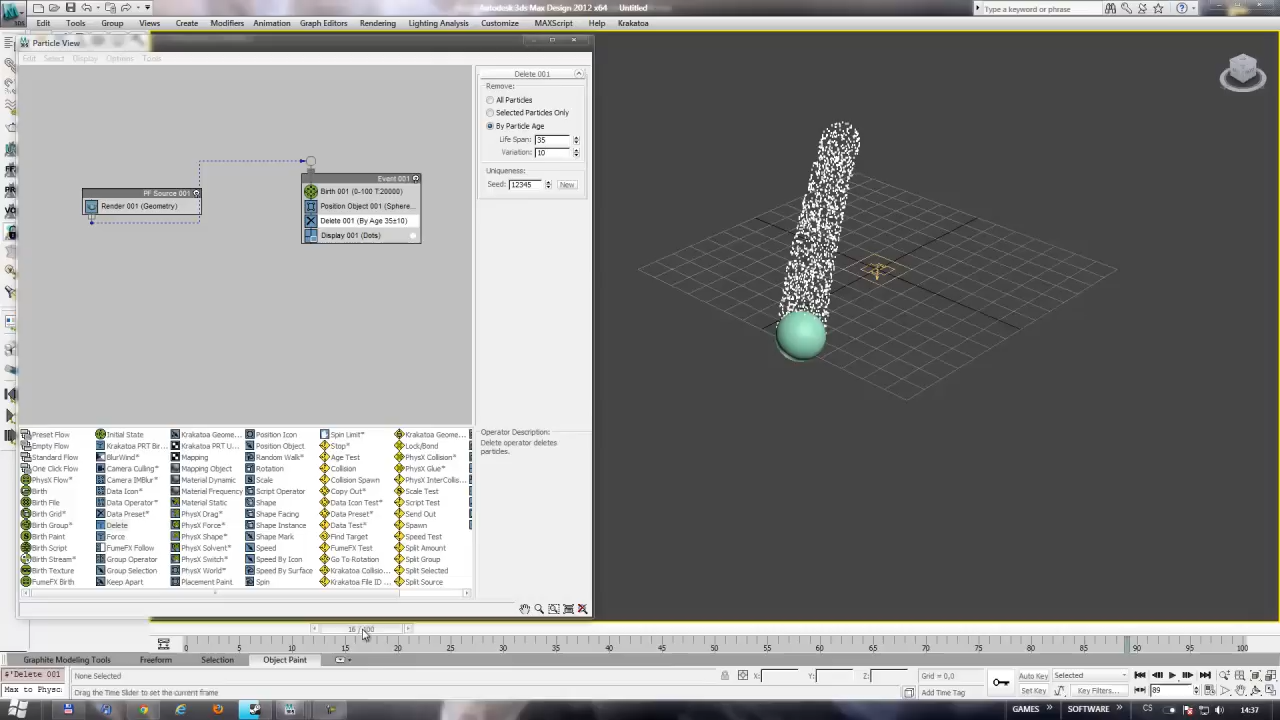 Autodesk 3ds Max Design 2012 x64 Untitled
Type a keyword or phrase
Edit Tools Group Views Create Modifiers Animation Graph Editors Rendering Lighting Analysis Customize MAXScript Help Krakatoa
Particle View
Edit Select Display Options Tools
Delete 001
Remove:
All Particles
Selected Particles Only
By Particle Age
Life Span: 35
Variation: 10
Uniqueness:
Seed: 12345 New
PF Source 001
Render 001 (Geometry)
Event 001
Birth 001 (0-100 T:20000)
Position Object 001 (Sphere...
Delete 001 (By Age 35±10)
Display 001 (Dots)
Preset Flow Initial State Krakatoa Geome... Position Icon Spin Limit* Krakatoa Geome...
Empty Flow Krakatoa PRT Bir... Krakatoa PRT U... Position Object Stop* Lock/Bond
Standard Flow BlurWind* Mapping Random Walk* Age Test PhysX Collision*
One Click Flow Camera Culling* Mapping Object Rotation Collision PhysX Glue*
PhysX Flow* Camera IMBlur* Material Dynamic Scale Collision Spawn PhysX InterCollis...
Birth Data Icon* Material Frequency Script Operator Copy Out* Scale Test
Birth File Data Operator* Material Static Shape Data Icon Test* Script Test
Birth Grid* Data Preset* PhysX Drag* Shape Facing Data Preset* Send Out
Birth Group* Delete PhysX Force* Shape Instance Data Test* Spawn
Birth Paint Force PhysX Shape* Shape Mark Find Target Speed Test
Birth Script FumeFX Follow PhysX Solvent* Speed FumeFX Test Split Amount
Birth Stream* Group Operator PhysX Switch* Speed By Icon Go To Rotation Split Group
Birth Texture Group Selection PhysX World* Speed By Surface Krakatoa Collisio... Split Selected
FumeFX Birth Keep Apart Placement Paint Spin Krakatoa File ID ... Split Source
Operator Description:
Delete operator deletes
particles.
16 / 100
0 5 10 15 20 25 30 35 40 45 50 55 60 65 70 75 80 85 90 95 100
Graphite Modeling Tools Freeform Selection Object Paint
#'Delete 001 None Selected X: Y: Z: Grid = 0,0 Auto Key Selected
Max to Physc Drag the Time Slider to set the current frame Add Time Tag Set Key Key Filters... 89
GAMES » SOFTWARE » CS 14:37